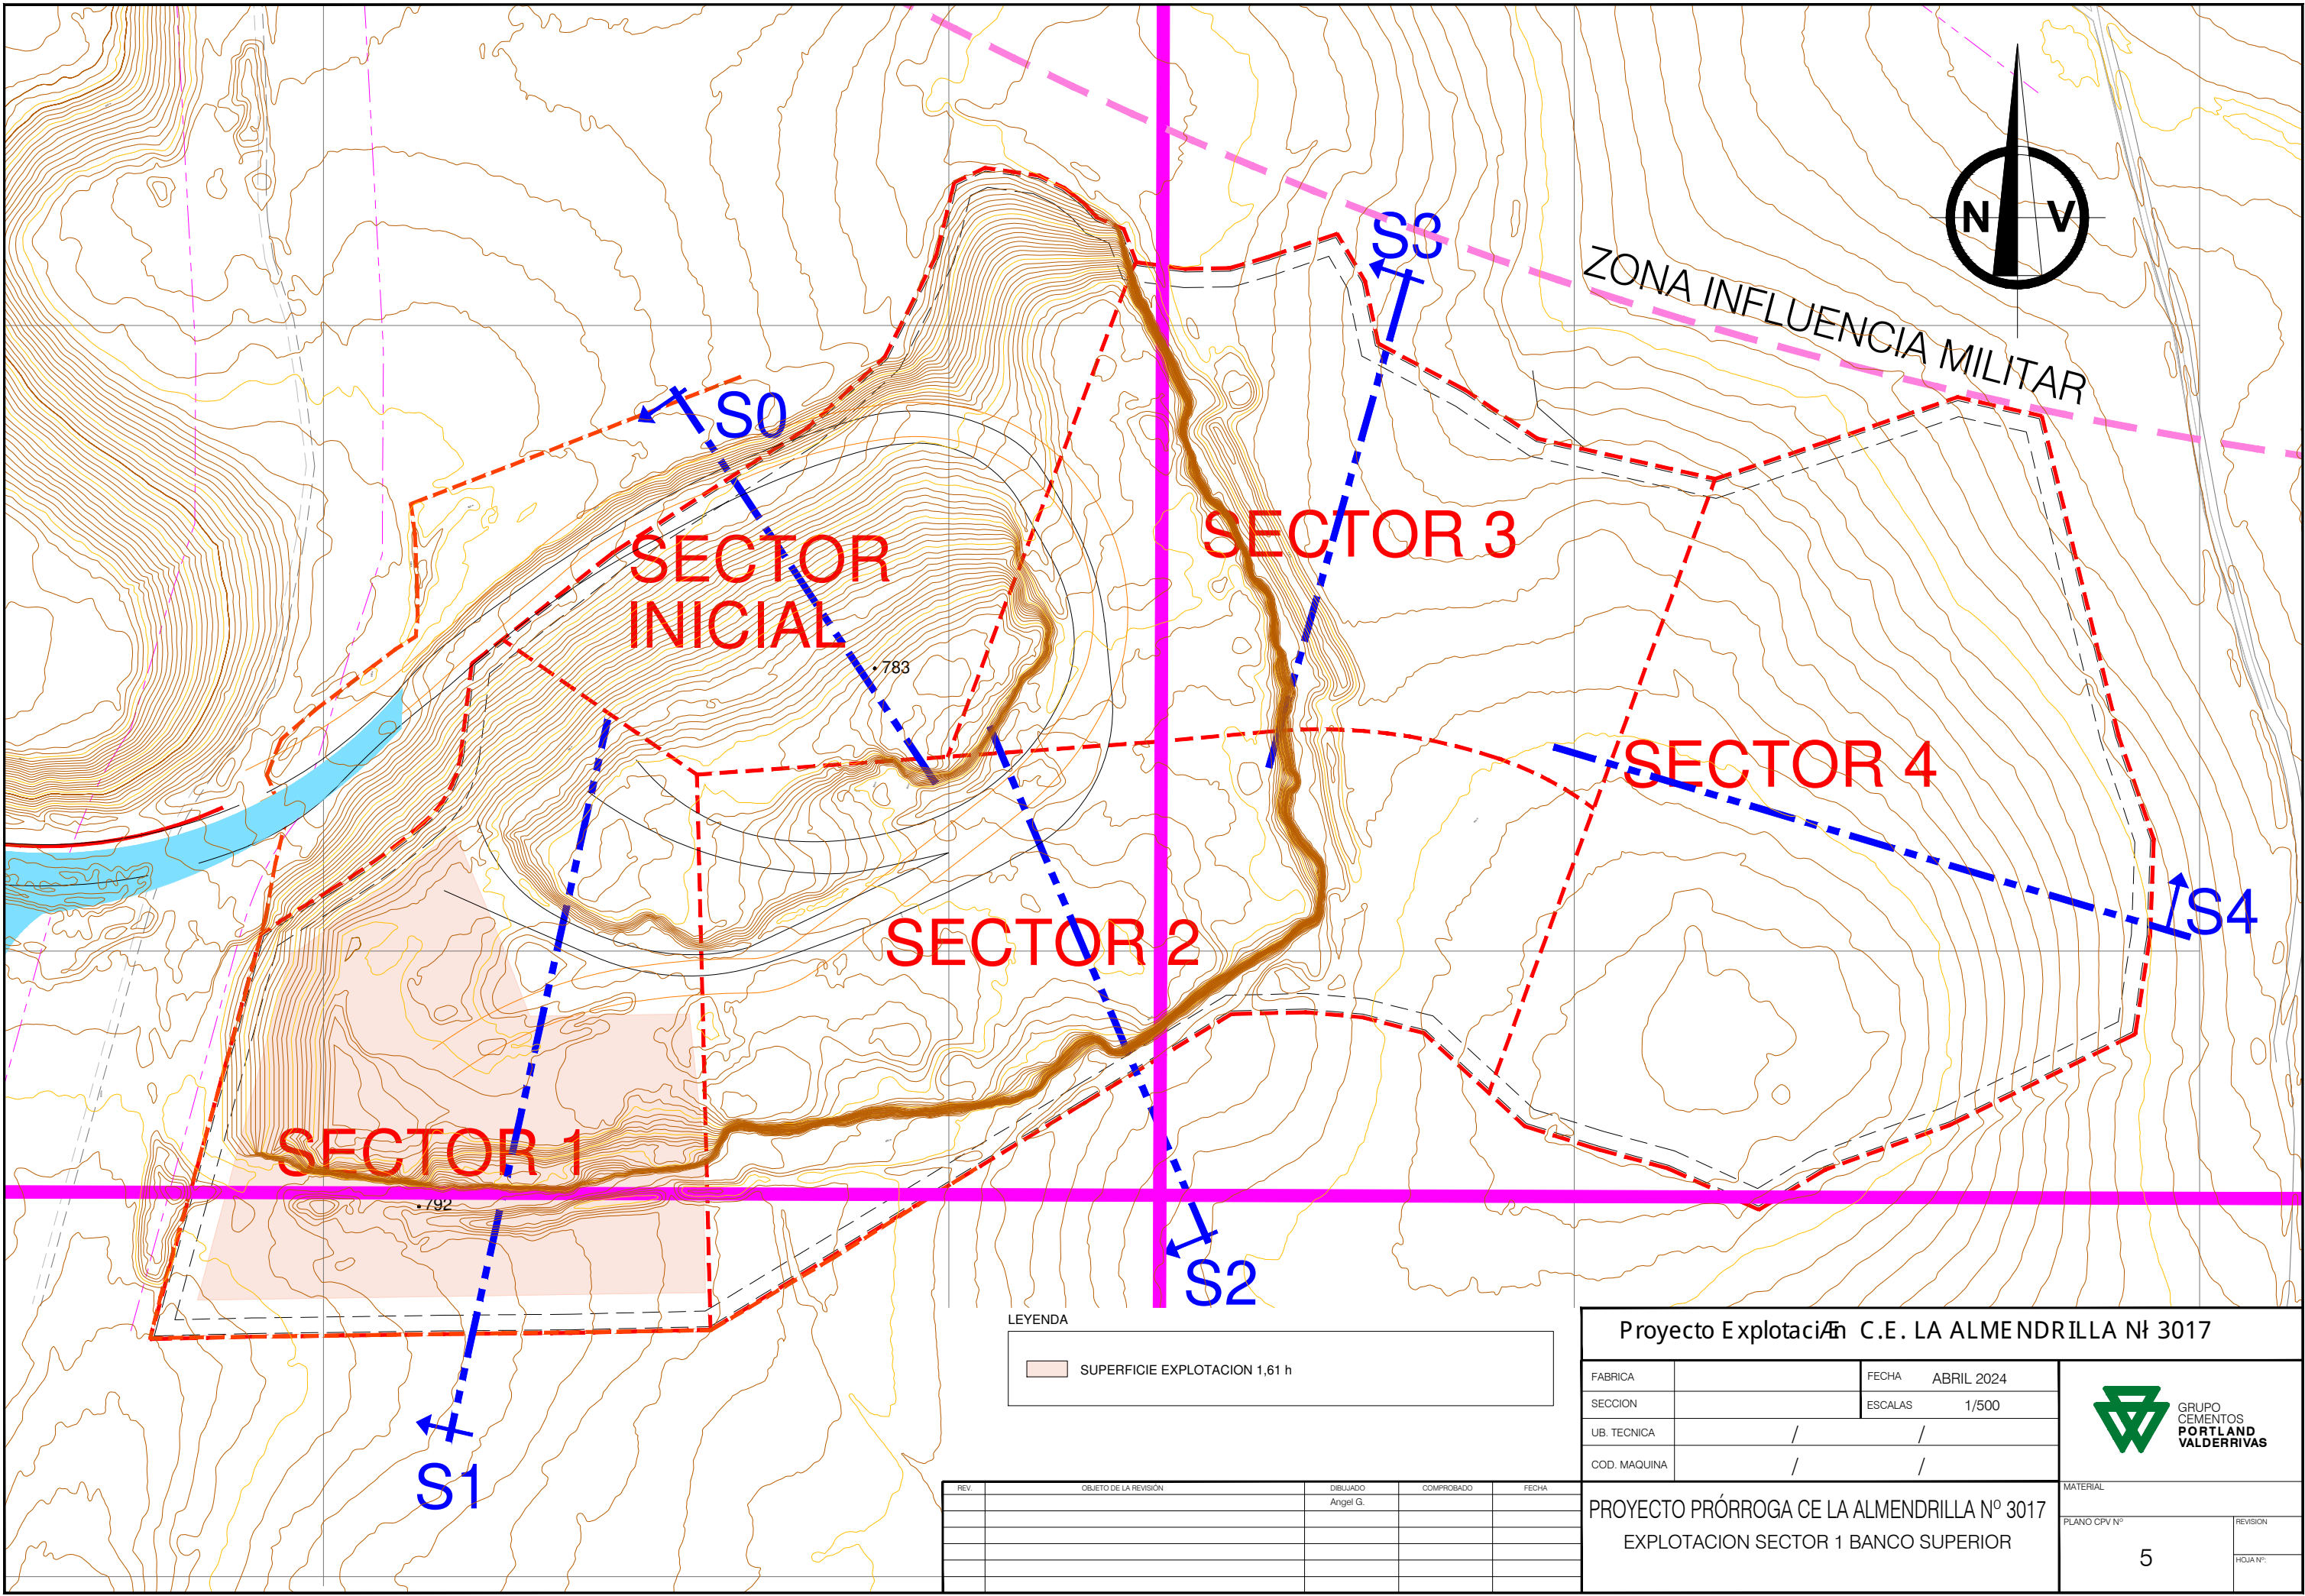 S3
N V
ZONA INFLUENCIA MILITAR
S0
SECTOR
INICIAL
783
SECTOR 3
SECTOR 4
S4
SECTOR 2
SECTOR 1
792
S2
S1
LEYENDA
SUPERFICIE EXPLOTACION 1,61 h
Proyecto ExplotaciÆn C.E. LA ALMENDRILLA Nł 3017
FABRICA
FECHA ABRIL 2024
SECCION
ESCALAS 1/500
UB. TECNICA / /
COD. MAQUINA / /
GRUPO
CEMENTOS
PORTLAND
VALDERRIVAS
REV. OBJETO DE LA REVISIÓN DIBUJADO COMPROBADO FECHA
Angel G.
PROYECTO PRÓRROGA CE LA ALMENDRILLA Nº 3017
EXPLOTACION SECTOR 1 BANCO SUPERIOR
MATERIAL
PLANO CPV Nº
5
REVISION
HOJA Nº: